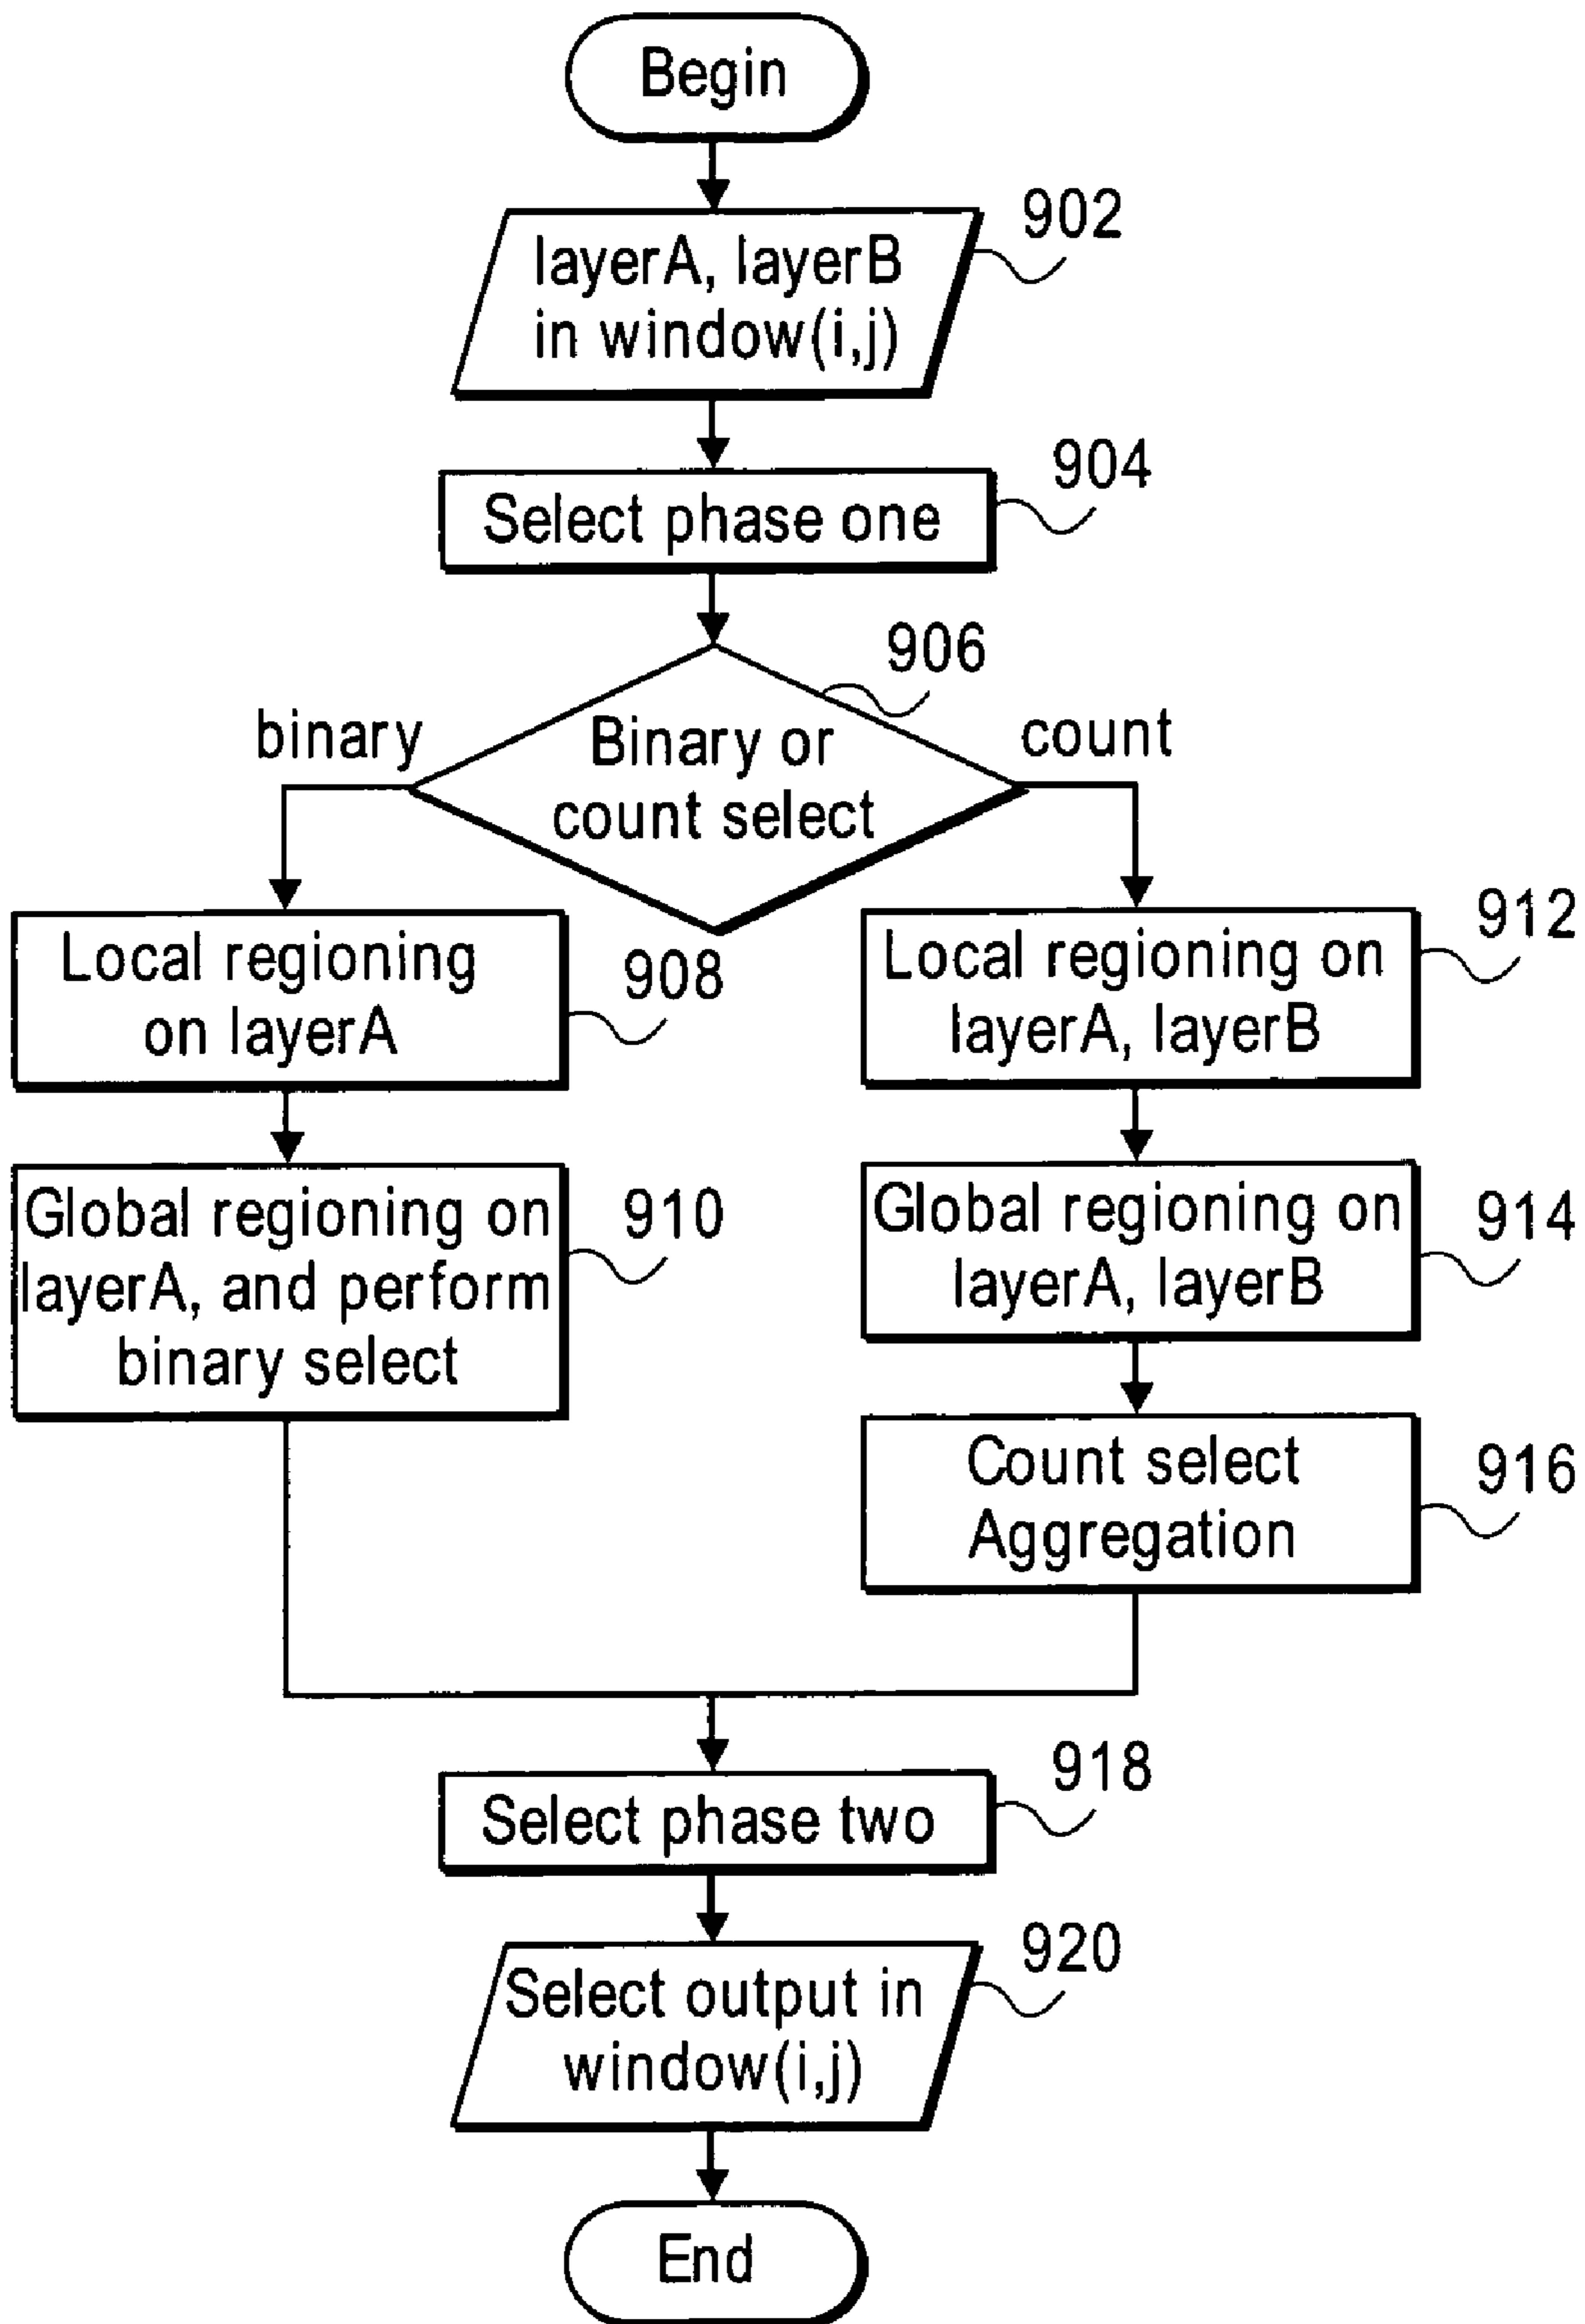 Begin
902
layerA, layerB
in window(i,j)
904
Select phase one
906
binary
Binary or
count select
count
Local regioning
on layerA
908
Local regioning on
layerA, layerB
912
Global regioning on
layerA, and perform
binary select
910
Global regioning on
layerA, layerB
914
Count select
Aggregation
916
918
Select phase two
920
Select output in
window(i,j)
End